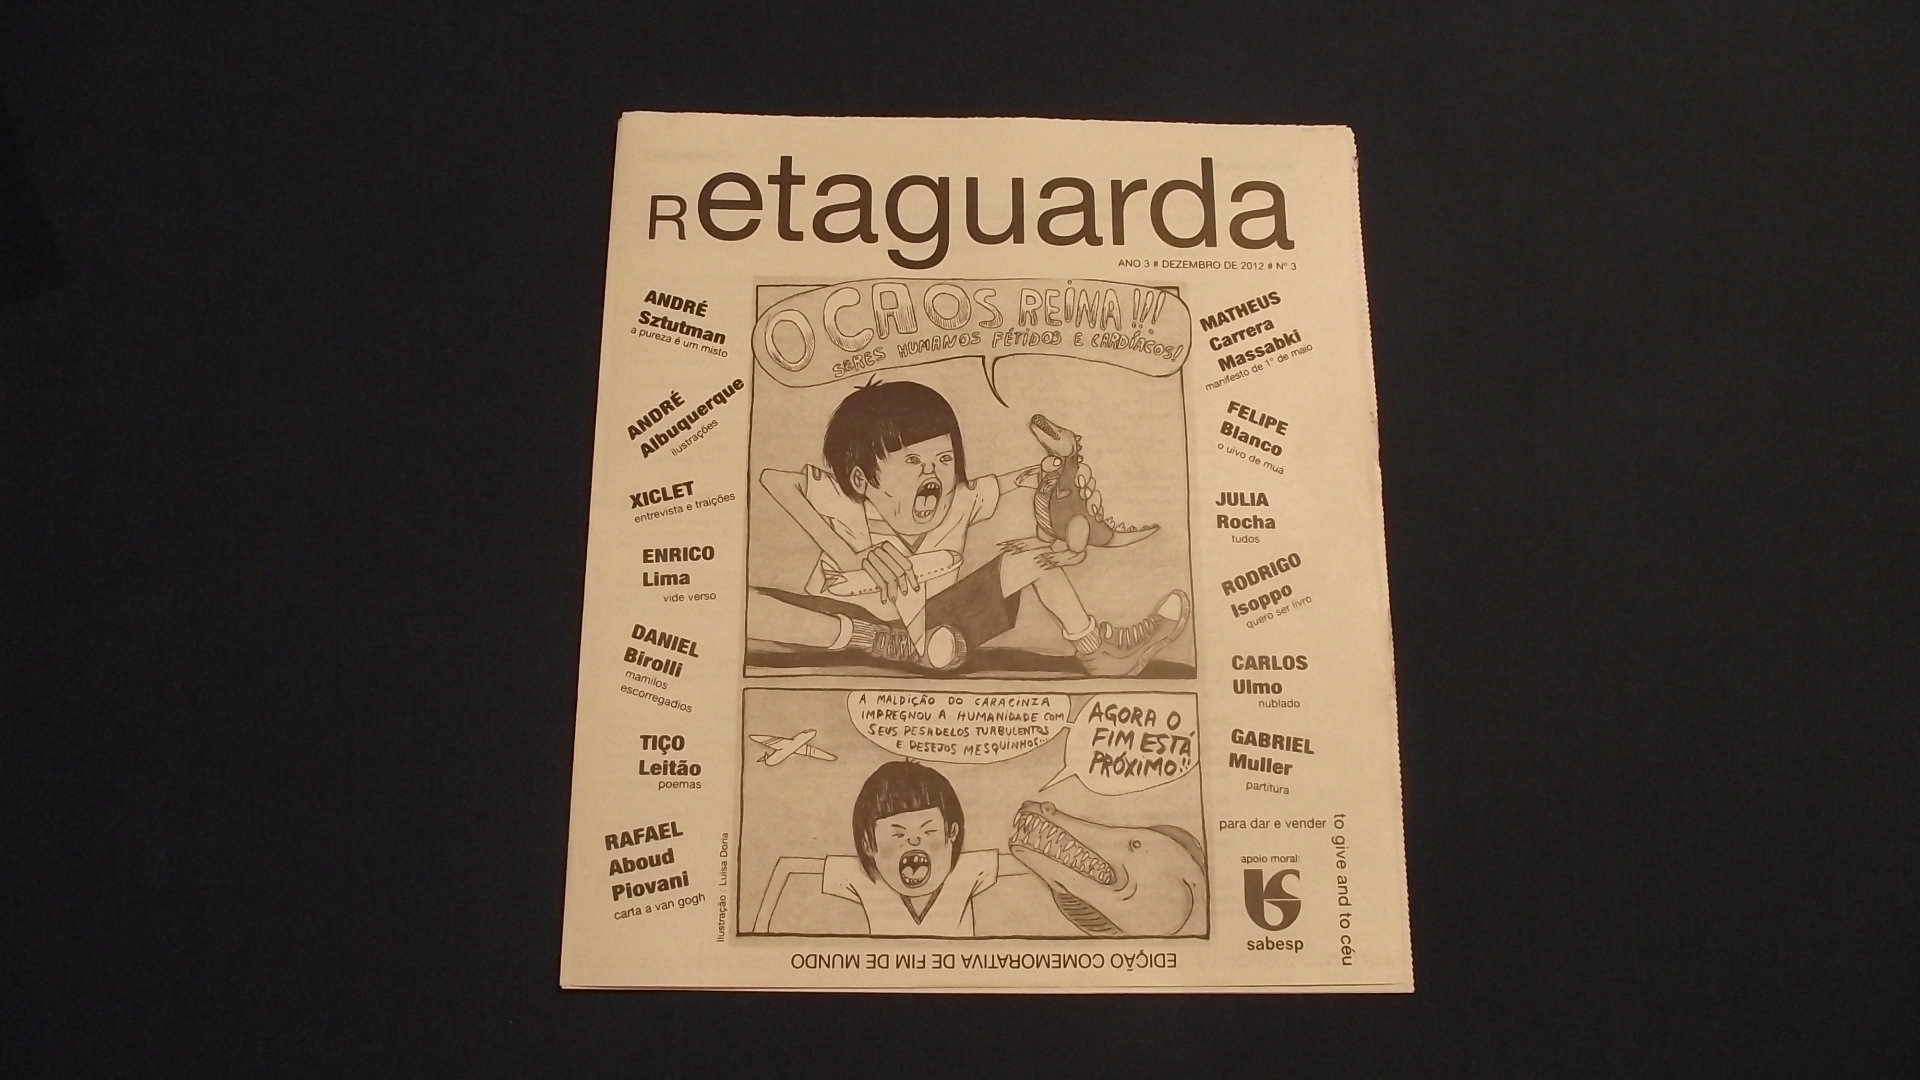 Retaguarda
ANO 3 # DEZEMBRO DE 2012 # Nº 3
ANDRÉ
Sztutman
a pureza é um misto
ANDRÉ
Albuquerque
ilustrações
XICLET
entrevista e traições
ENRICO
Lima
vide verso
DANIEL
Birolli
mamilos
escorregadios
TIÇO
Leitão
poemas
RAFAEL
Aboud
Piovani
carta a van gogh
Ilustração : Luisa Doria
O CAOS REINA!!!
SERES HUMANOS FÉTIDOS E CARDÍACOS!
A MALDIÇÃO DO CARACINZA
IMPREGNOU A HUMANIDADE COM
SEUS PESADELOS TURBULENTOS
E DESEJOS MESQUINHOS...
AGORA O
FIM ESTÁ
PRÓXIMO!!
MATHEUS
Carrera
Massabki
manifesto de 1º de maio
FELIPE
Blanco
o uivo de muá
JULIA
Rocha
tudos
RODRIGO
Isoppo
quero ser livro
CARLOS
Ulmo
nublado
GABRIEL
Muller
partitura
para dar e vender
to give and to céu
apoio moral:
sabesp
EDIÇÃO COMEMORATIVA DE FIM DE MUNDO